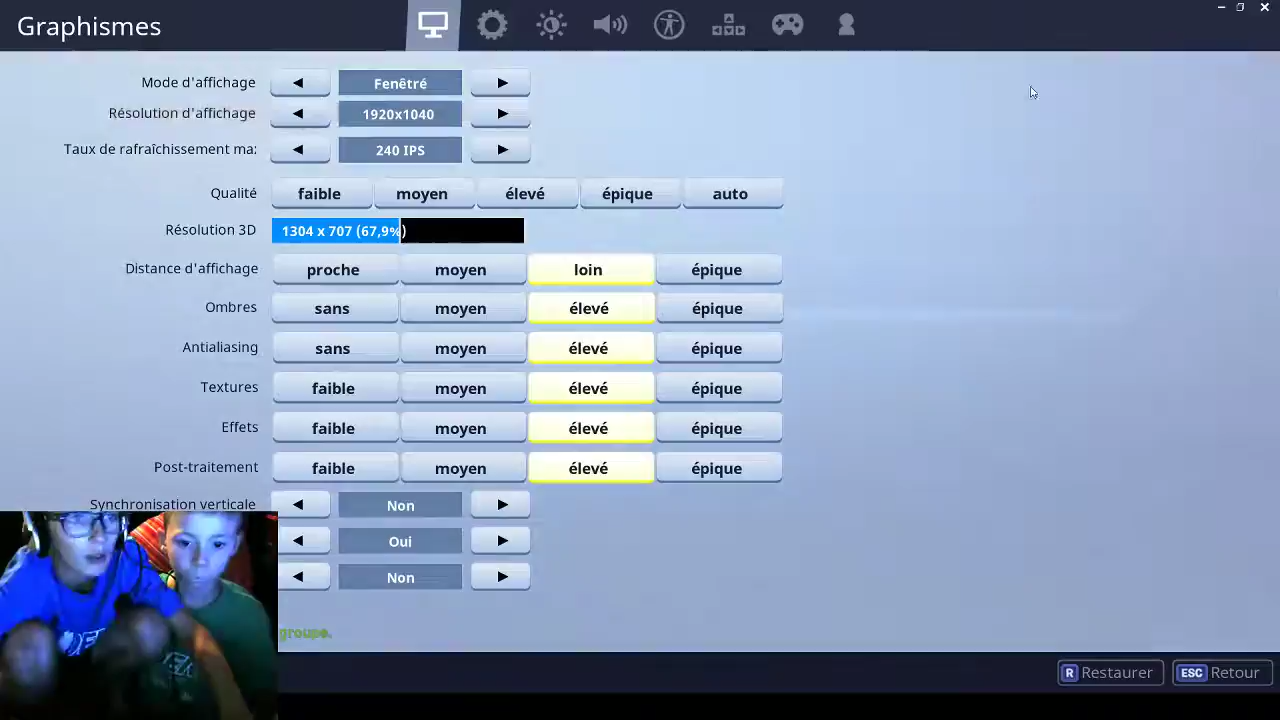 Graphismes
Mode d'affichage ◄ Fenêtré ►
Résolution d'affichage ◄ 1920x1040 ►
Taux de rafraîchissement ma: ◄ 240 IPS ►
Qualité faible moyen élevé épique auto
Résolution 3D 1304 x 707 (67,9%)
Distance d'affichage proche moyen loin épique
Ombres sans moyen élevé épique
Antialiasing sans moyen élevé épique
Textures faible moyen élevé épique
Effets faible moyen élevé épique
Post-traitement faible moyen élevé épique
Synchronisation verticale ◄ Non ►
◄ Oui ►
◄ Non ►
groupe.
R Restaurer ESC Retour